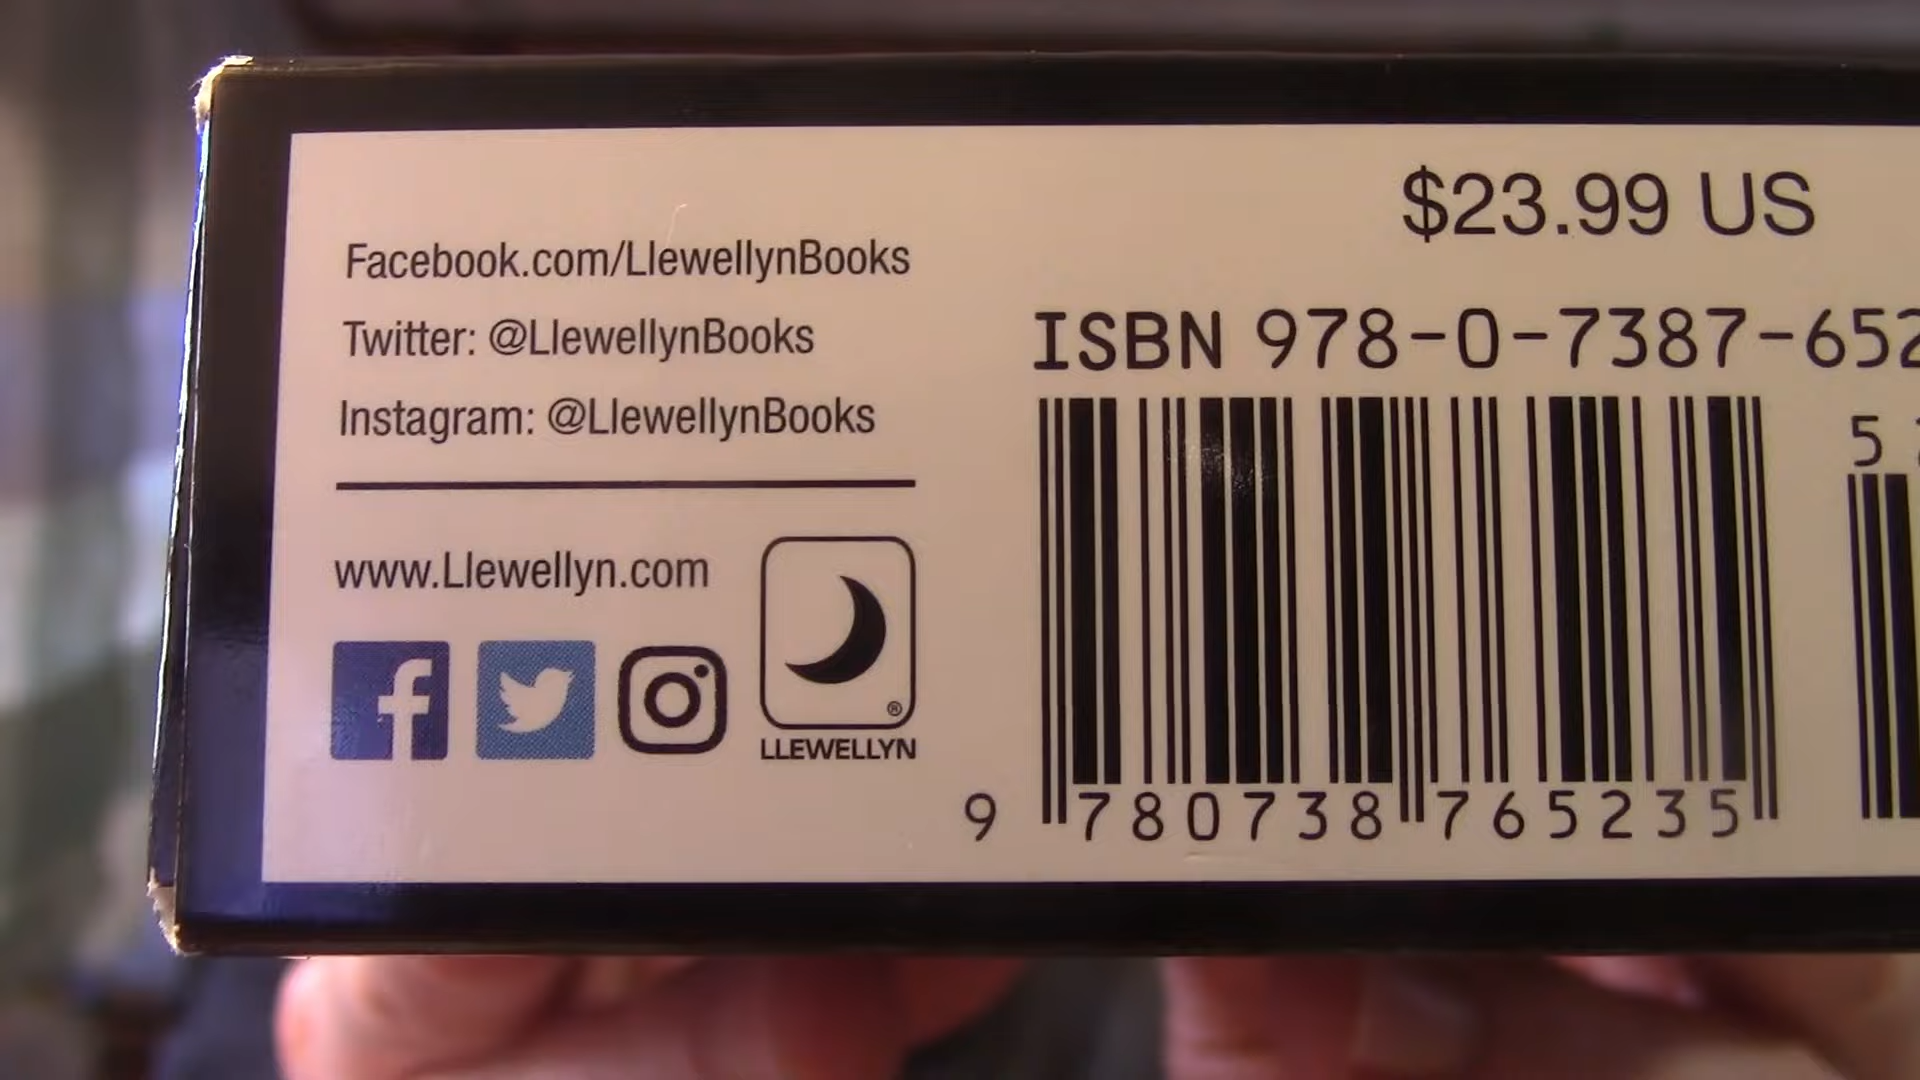 Facebook.com/LlewellynBooks
Twitter: @LlewellynBooks
Instagram: @LlewellynBooks
www.Llewellyn.com
®
LLEWELLYN
$23.99 US
ISBN 978-0-7387-652
5
9 780738 765235